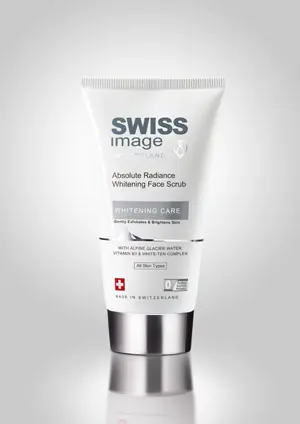 SWISS
image
Absolute Radiance
Whitening Face Scrub
WHITENING CARE
Gently Exfoliates & Brightens Skin
WITH ALPINE GLACIER WATER,
VITAMIN B3 & WHITE-TEN COMPLEX
All Skin Types
MADE IN SWITZERLAND